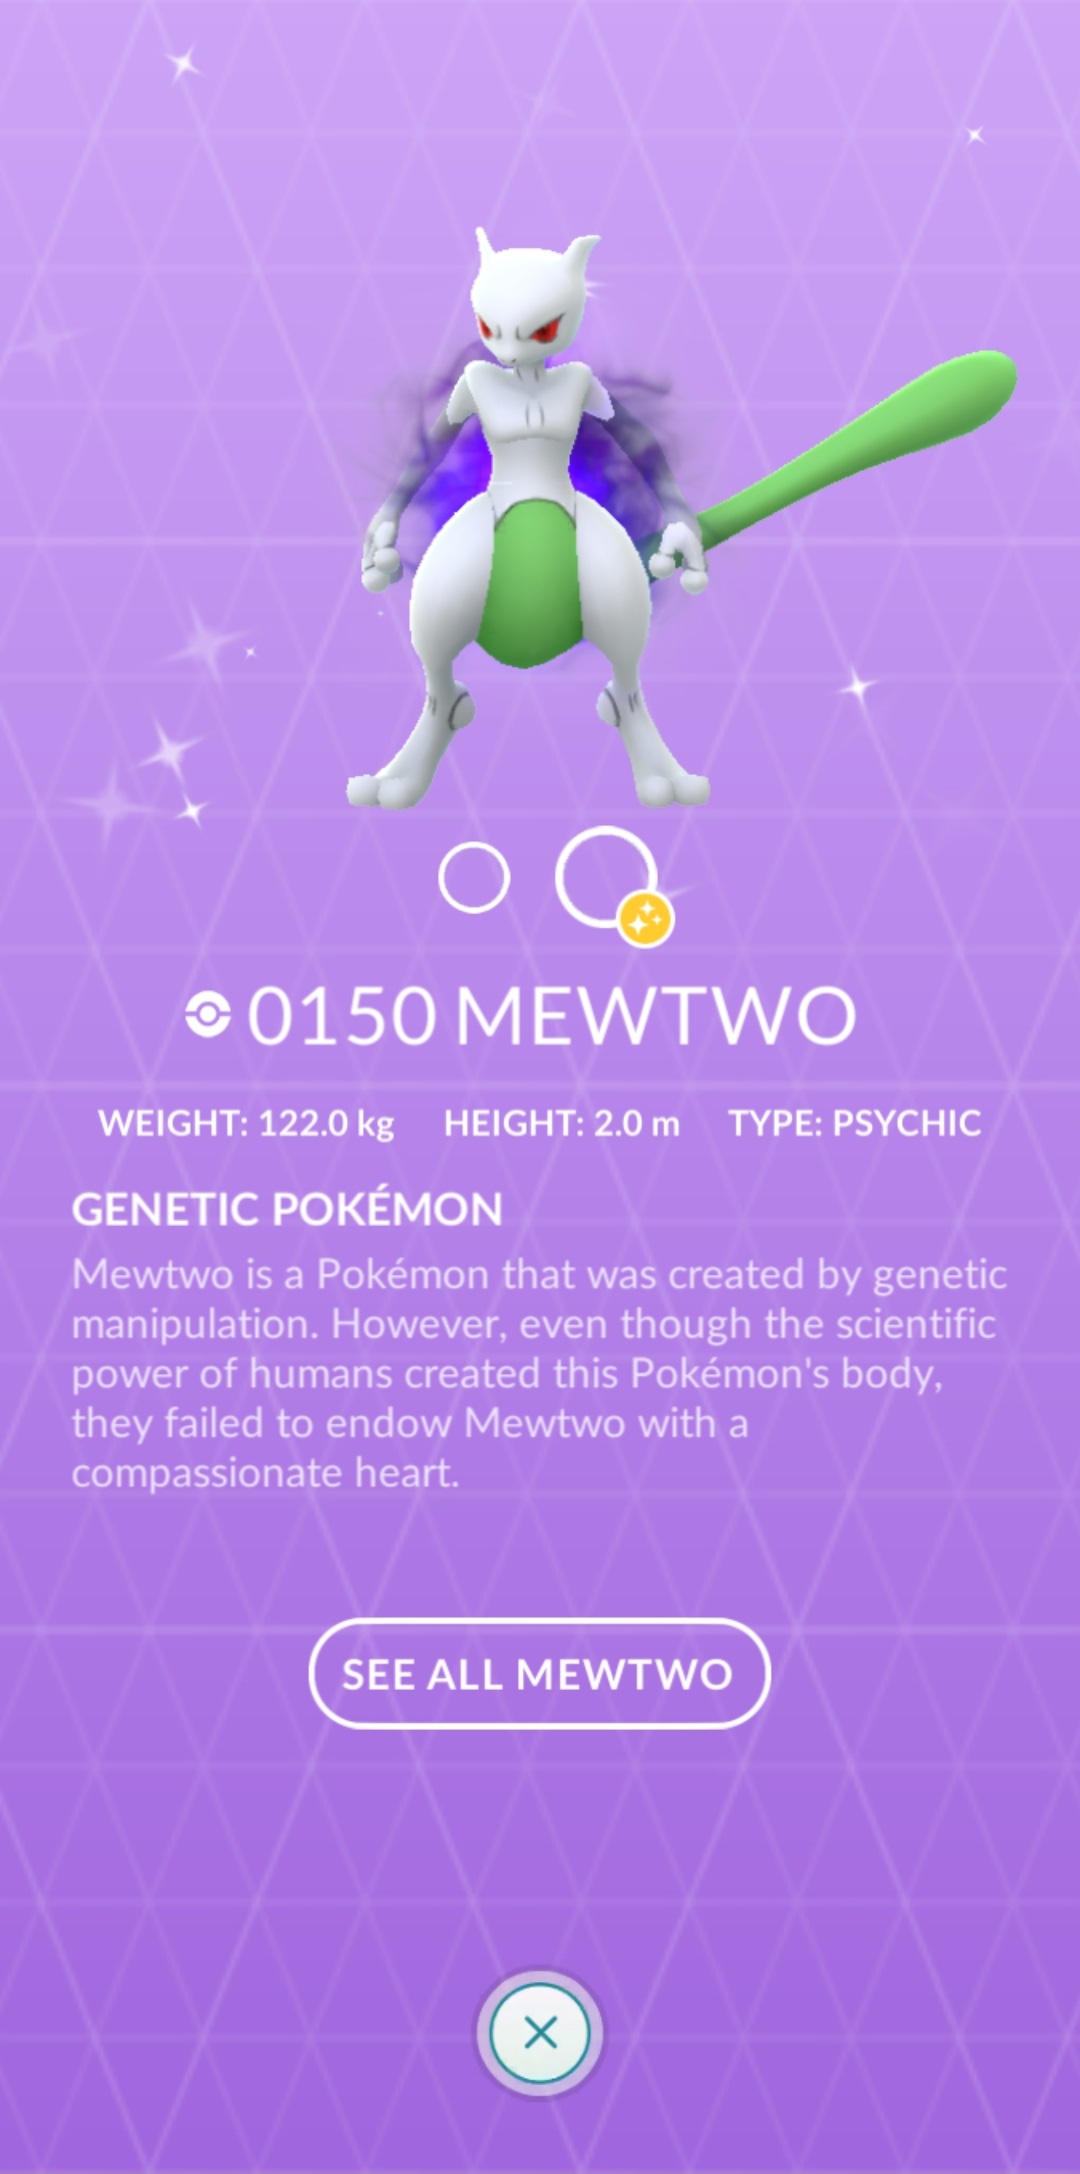 0150 MEWTWO
WEIGHT: 122.0 kg HEIGHT: 2.0 m TYPE: PSYCHIC
GENETIC POKÉMON
Mewtwo is a Pokémon that was created by genetic
manipulation. However, even though the scientific
power of humans created this Pokémon's body,
they failed to endow Mewtwo with a
compassionate heart.
SEE ALL MEWTWO